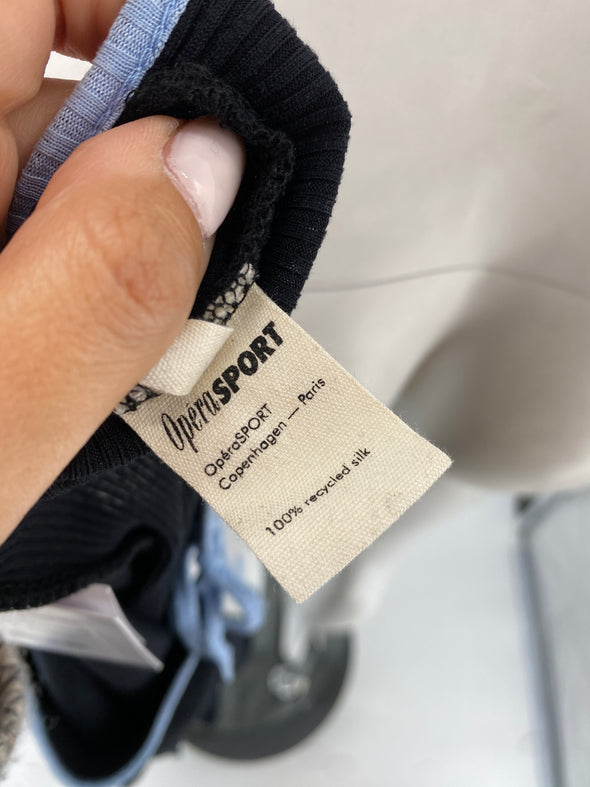 OpéraSPORT
OpéraSPORT
Copenhagen — Paris
100% recycled silk